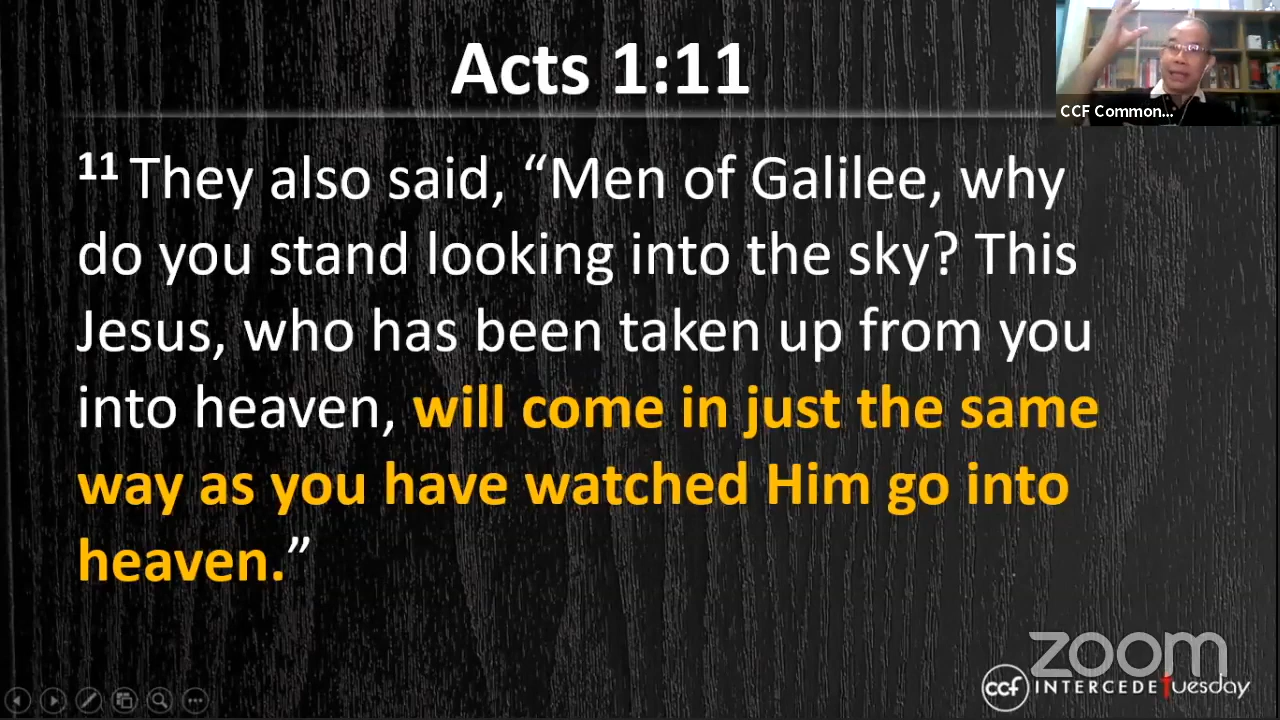 Acts 1:11
CCF Common...
11 They also said, “Men of Galilee, why
do you stand looking into the sky? This
Jesus, who has been taken up from you
into heaven, will come in just the same
way as you have watched Him go into
heaven.”
zoom
ccf INTERCEDE Tuesday